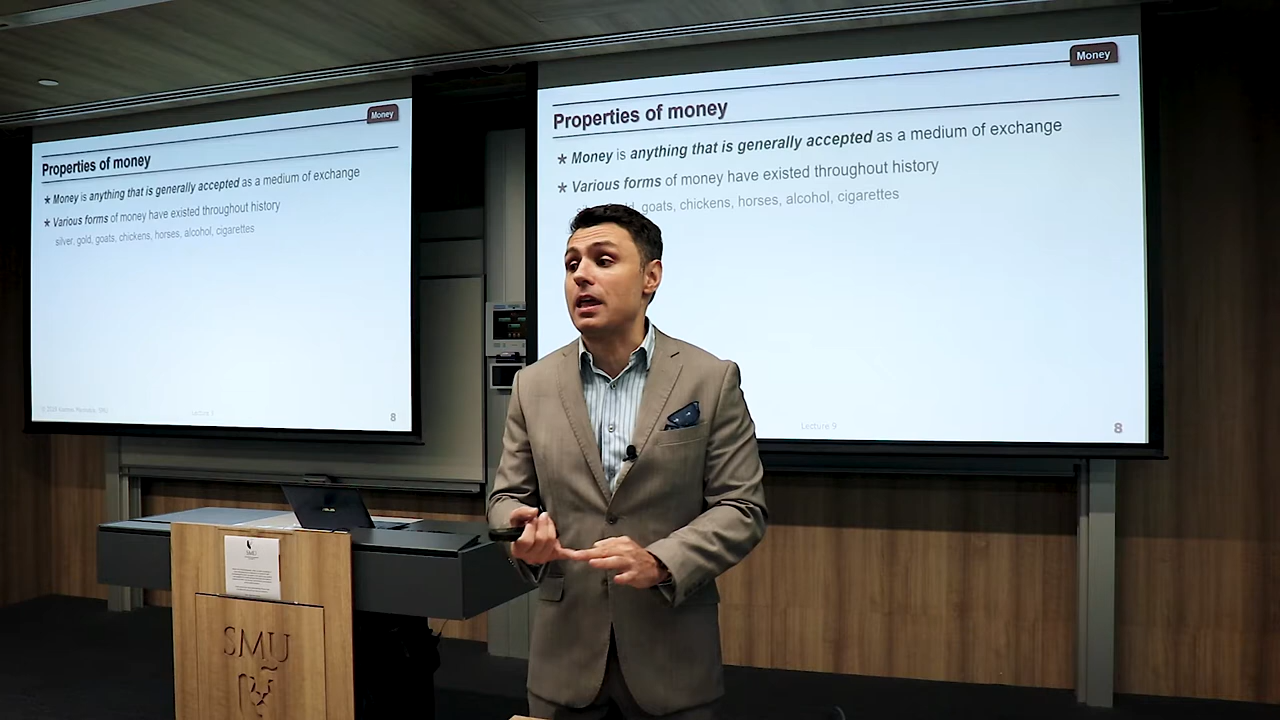 Money
Properties of money
★ Money is anything that is generally accepted as a medium of exchange
★ Various forms of money have existed throughout history
silver, gold, goats, chickens, horses, alcohol, cigarettes
8
Money
Properties of money
★ Money is anything that is generally accepted as a medium of exchange
★ Various forms of money have existed throughout history
goats, chickens, horses, alcohol, cigarettes
Lecture 9
8
SMU
SMU